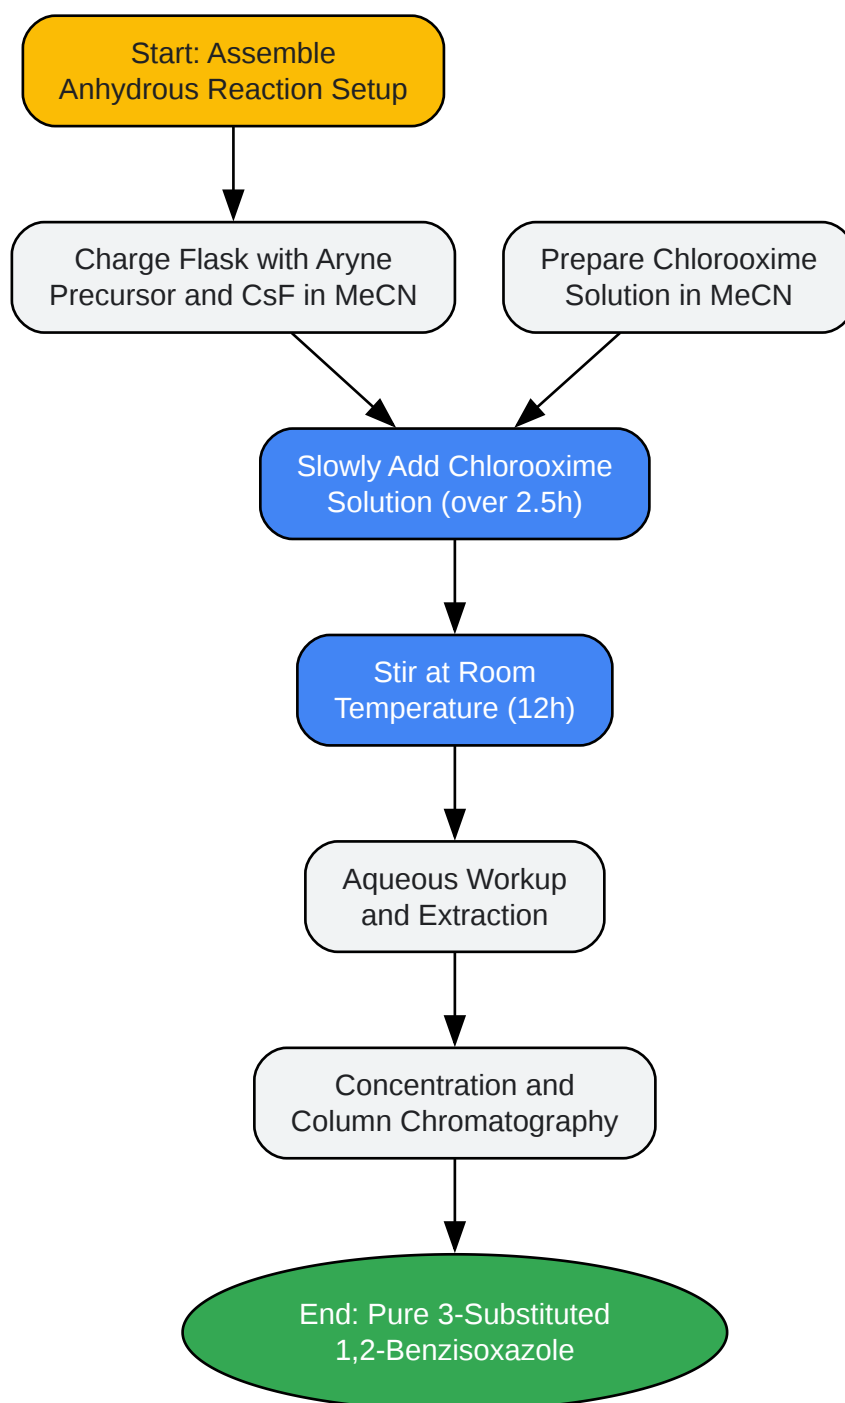 Start: Assemble
Anhydrous Reaction Setup
Charge Flask with Aryne
Precursor and CsF in MeCN
Prepare Chlorooxime
Solution in MeCN
Slowly Add Chlorooxime
Solution (over 2.5h)
Stir at Room
Temperature (12h)
Aqueous Workup
and Extraction
Concentration and
Column Chromatography
End: Pure 3-Substituted
1,2-Benzisoxazole